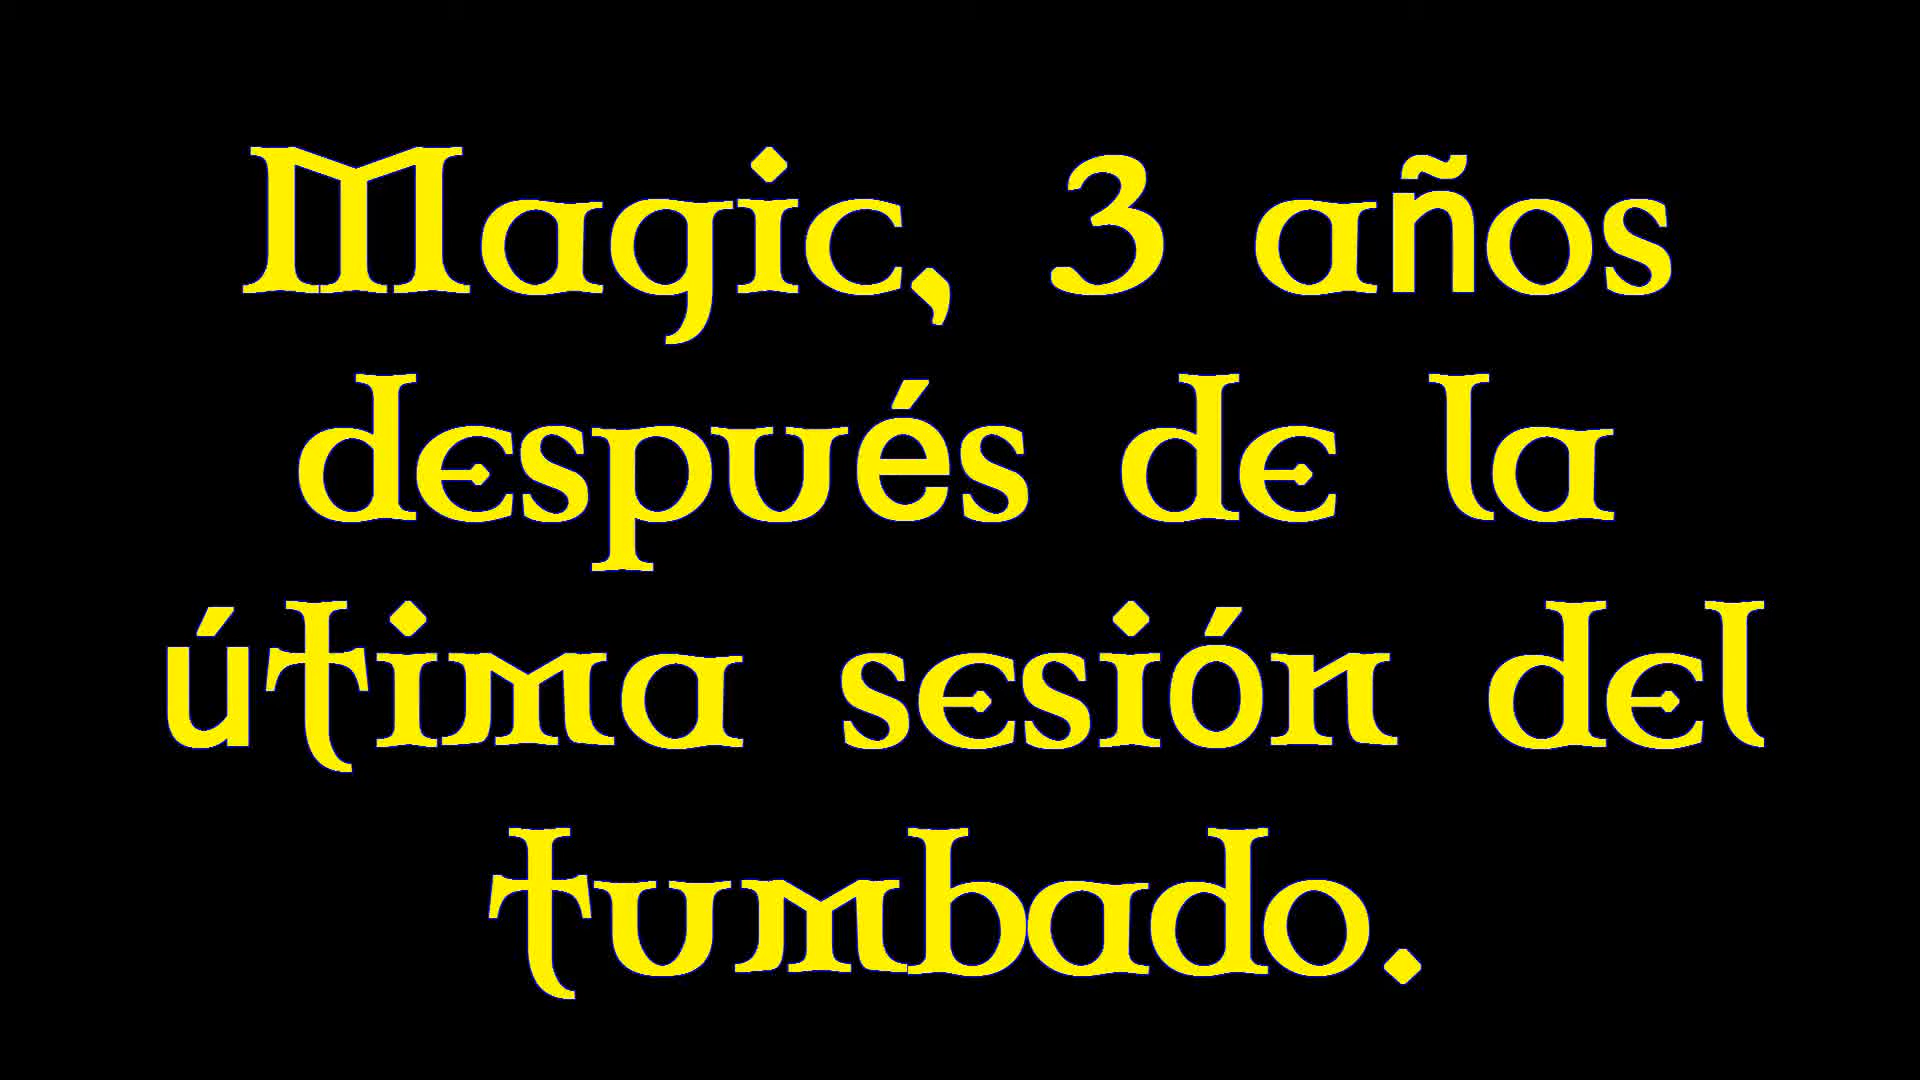 Magic, 3 años
después de la
útima sesión del
tumbado.